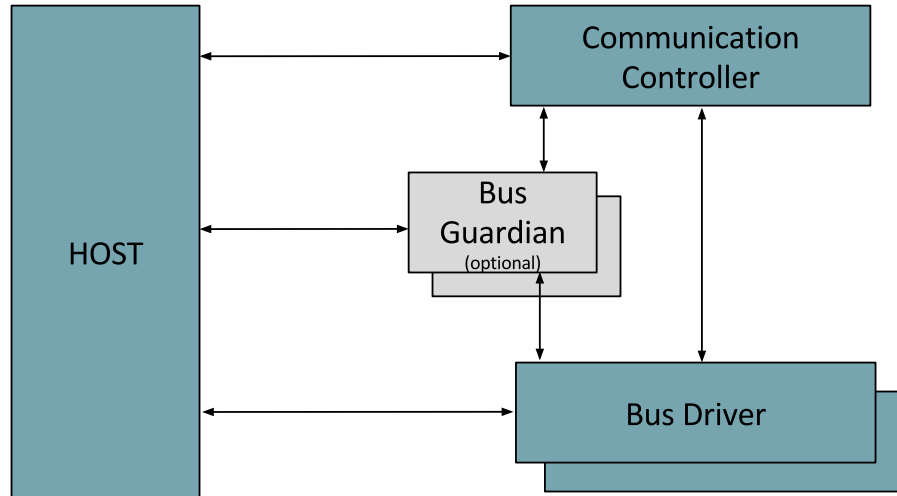 Communication
Controller
Bus
Guardian
(optional)
HOST
Bus Driver